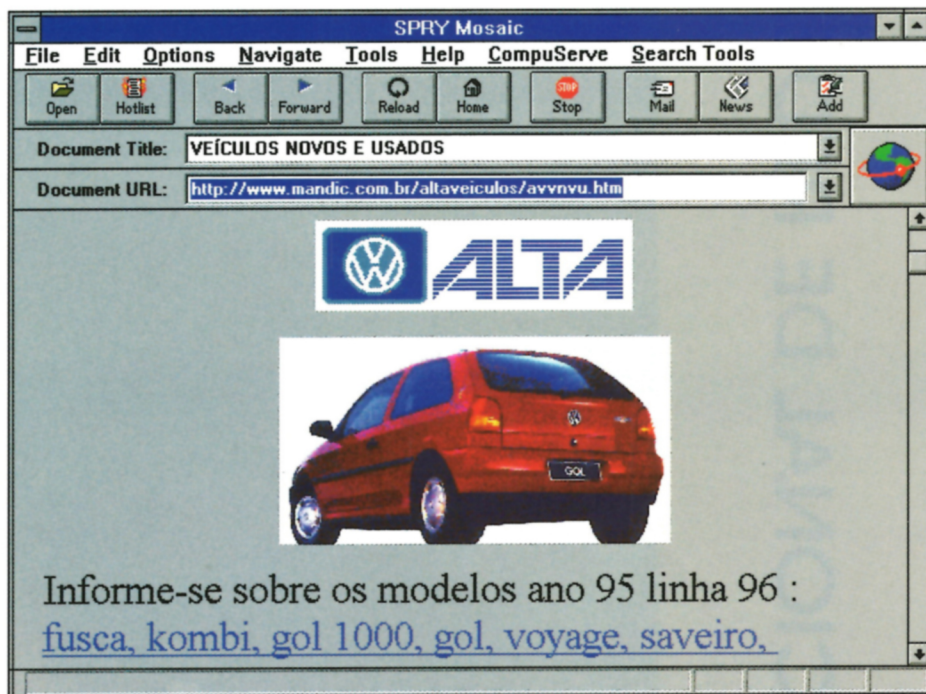 SPRY Mosaic
File Edit Options Navigate Tools Help CompuServe Search Tools
Open Hotlist Back Forward Reload Home Stop Mail News Add
STOP
Document Title: VEÍCULOS NOVOS E USADOS
Document URL: http://www.mandic.com.br/altaveiculos/avvnvu.htm
VW ALTA
GOL
Informe-se sobre os modelos ano 95 linha 96 :
fusca, kombi, gol 1000, gol, voyage, saveiro,